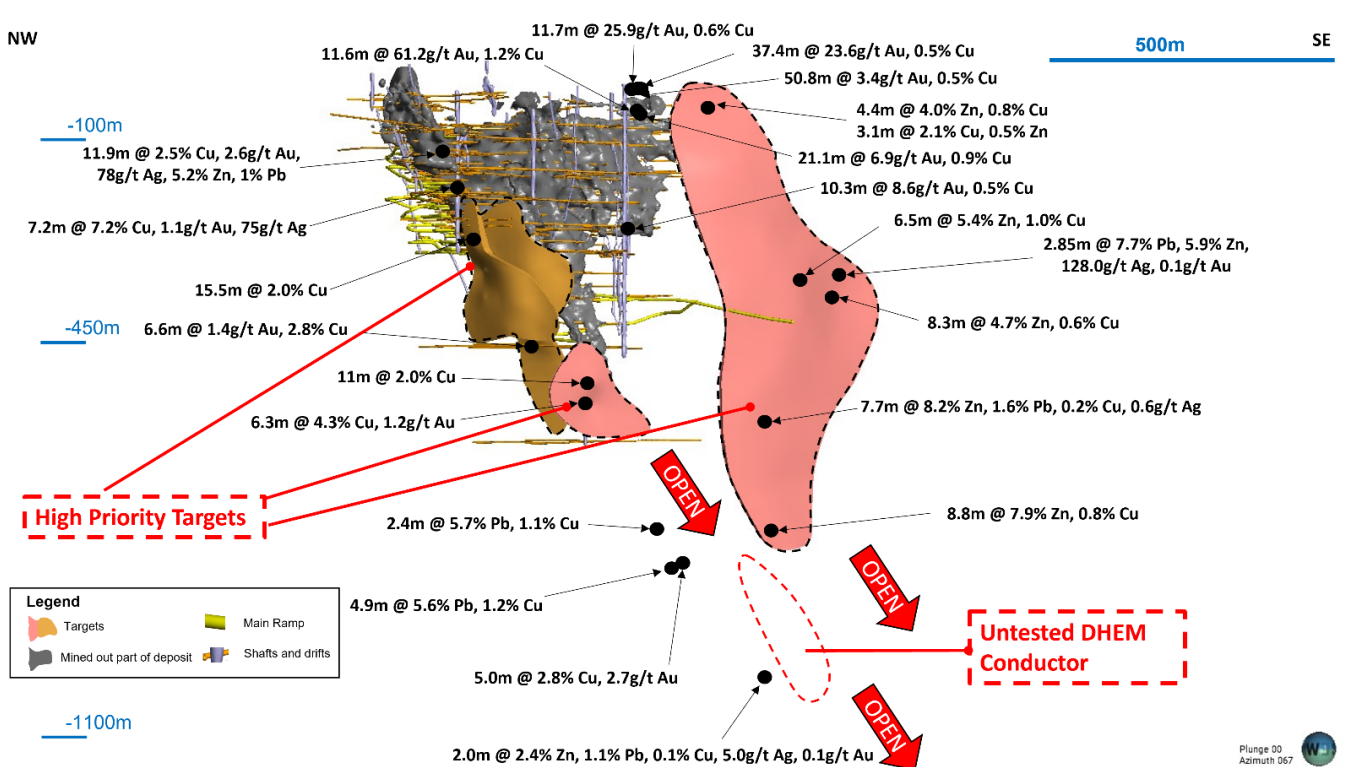 NW
11.7m @ 25.9g/t Au, 0.6% Cu
SE
500m
11.6m @ 61.2g/t Au, 1.2% Cu
37.4m @ 23.6g/t Au, 0.5% Cu
50.8m @ 3.4g/t Au, 0.5% Cu
4.4m @ 4.0% Zn, 0.8% Cu
3.1m @ 2.1% Cu, 0.5% Zn
-100m
11.9m @ 2.5% Cu, 2.6g/t Au,
78g/t Ag, 5.2% Zn, 1% Pb
21.1m @ 6.9g/t Au, 0.9% Cu
10.3m @ 8.6g/t Au, 0.5% Cu
7.2m @ 7.2% Cu, 1.1g/t Au, 75g/t Ag
6.5m @ 5.4% Zn, 1.0% Cu
2.85m @ 7.7% Pb, 5.9% Zn,
128.0g/t Ag, 0.1g/t Au
15.5m @ 2.0% Cu
-450m
6.6m @ 1.4g/t Au, 2.8% Cu
8.3m @ 4.7% Zn, 0.6% Cu
11m @ 2.0% Cu
6.3m @ 4.3% Cu, 1.2g/t Au
7.7m @ 8.2% Zn, 1.6% Pb, 0.2% Cu, 0.6g/t Ag
High Priority Targets
OPEN
2.4m @ 5.7% Pb, 1.1% Cu
8.8m @ 7.9% Zn, 0.8% Cu
OPEN
4.9m @ 5.6% Pb, 1.2% Cu
Untested DHEM
Conductor
5.0m @ 2.8% Cu, 2.7g/t Au
OPEN
Legend
Targets
Main Ramp
Mined out part of deposit
Shafts and drifts
-1100m
2.0m @ 2.4% Zn, 1.1% Pb, 0.1% Cu, 5.0g/t Ag, 0.1g/t Au
Plunge 00
Azimuth 067
W